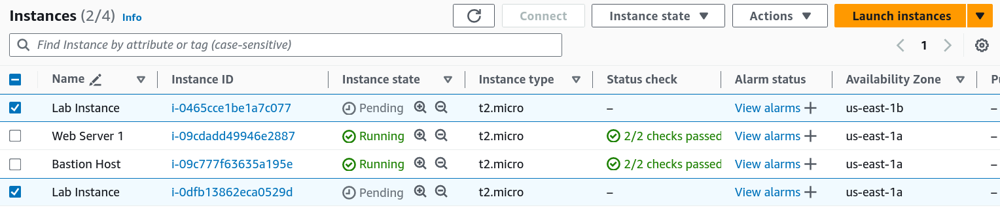 Instances (2/4) Info Connect Instance state Actions Launch instances
Find Instance by attribute or tag (case-sensitive) 1
Name Instance ID Instance state Instance type Status check Alarm status Availability Zone
Lab Instance i-0465cce1be1a7c077 Pending t2.micro – View alarms + us-east-1b –
Web Server 1 i-09cdadd49946e2887 Running t2.micro 2/2 checks passed View alarms + us-east-1a –
Bastion Host i-09c777f63635a195e Running t2.micro 2/2 checks passed View alarms + us-east-1a –
Lab Instance i-0dfb13862eca0529d Pending t2.micro – View alarms + us-east-1a –